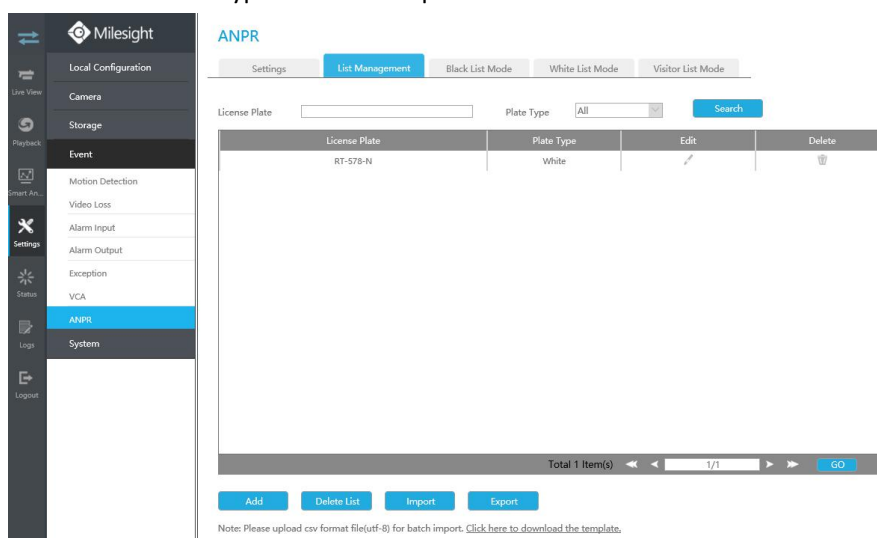 Milesight
ANPR
Local Configuration
Settings
List Management
Black List Mode
White List Mode
Visitor List Mode
Live View
Camera
License Plate
Plate Type
All
Search
Storage
Playback
License Plate
Plate Type
Edit
Delete
Event
RT-578-N
White
Smart An...
Motion Detection
Video Loss
Settings
Alarm Input
Alarm Output
Exception
Status
VCA
ANPR
Logs
System
Logout
Total 1 Item(s)
1/1
GO
Add
Delete List
Import
Export
Note: Please upload csv format file(utf-8) for batch import. Click here to download the template.